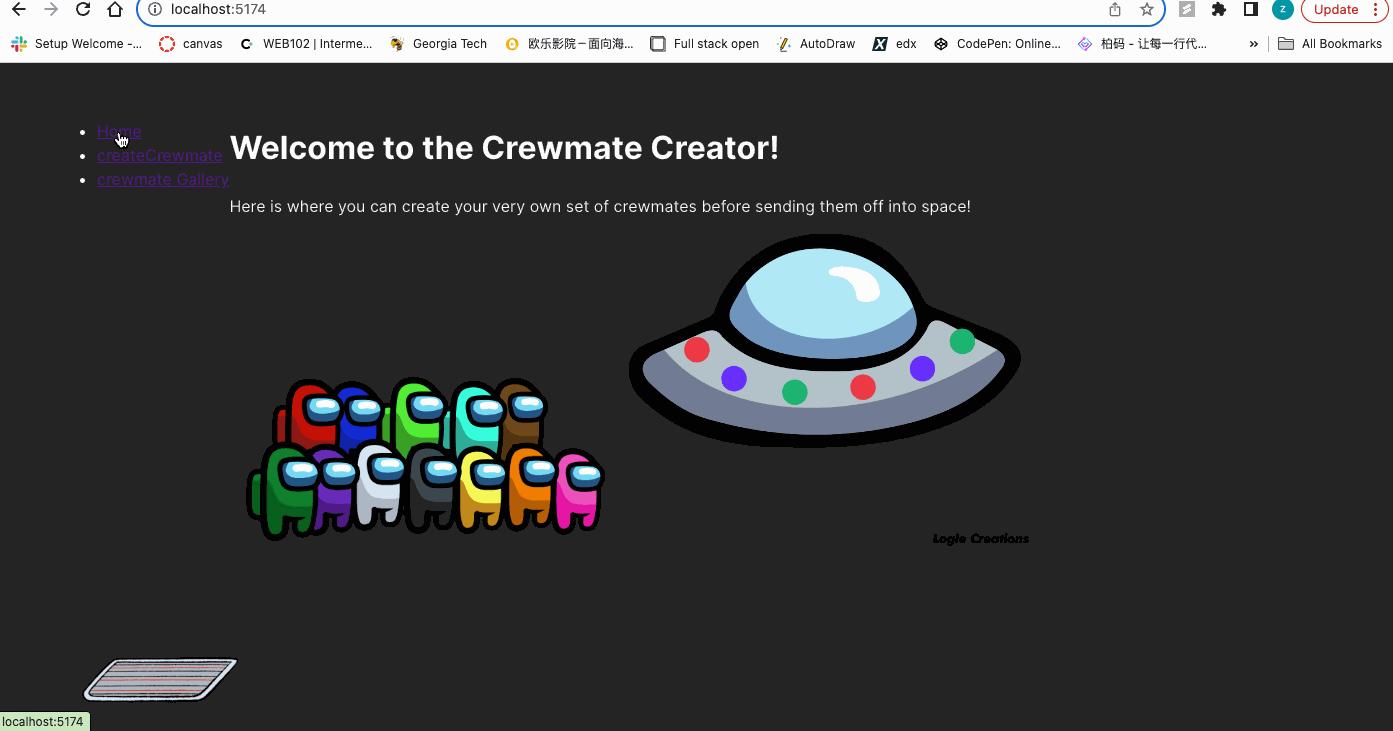 localhost:5174
Update
Setup Welcome -...
canvas
WEB102 | Interme...
Georgia Tech
欧乐影院－面向海...
Full stack open
AutoDraw
edx
CodePen: Online...
柏码 - 让每一行代...
»
All Bookmarks
Home
createCrewmate
crewmate Gallery
Welcome to the Crewmate Creator!
Here is where you can create your very own set of crewmates before sending them off into space!
Logie Creations
localhost:5174